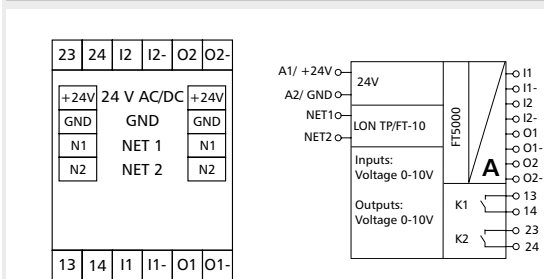 23 24 I2 I2- O2 O2-
+24V 24 V AC/DC +24V
GND GND GND
N1 NET 1 N1
N2 NET 2 N2
13 14 I1 I1- O1 O1-
A1/ +24V
A2/ GND
NET1
NET2
24V
LON TP/FT-10
Inputs:
Voltage 0-10V
Outputs:
Voltage 0-10V
FT5000
A
K1
K2
I1
I1-
I2
I2-
O1
O1-
O2
O2-
13
14
23
24